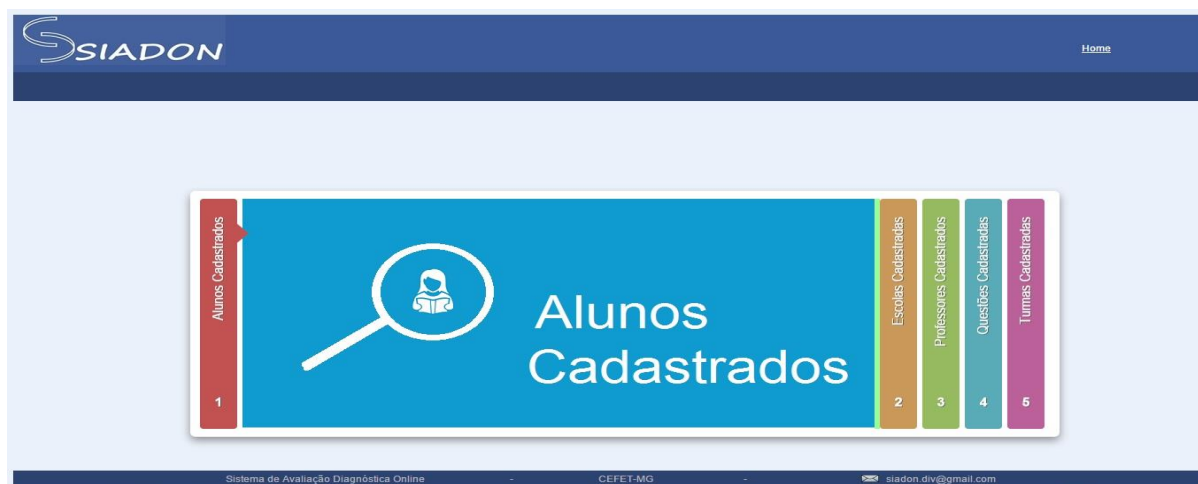 SSIADON
Home
Alunos Cadastrados
1
Alunos
Cadastrados
Escolas Cadastradas
2
Professores Cadastrados
3
Questões Cadastradas
4
Turmas Cadastradas
5
Sistema de Avaliação Diagnóstica Online - CEFET-MG - siadon.div@gmail.com